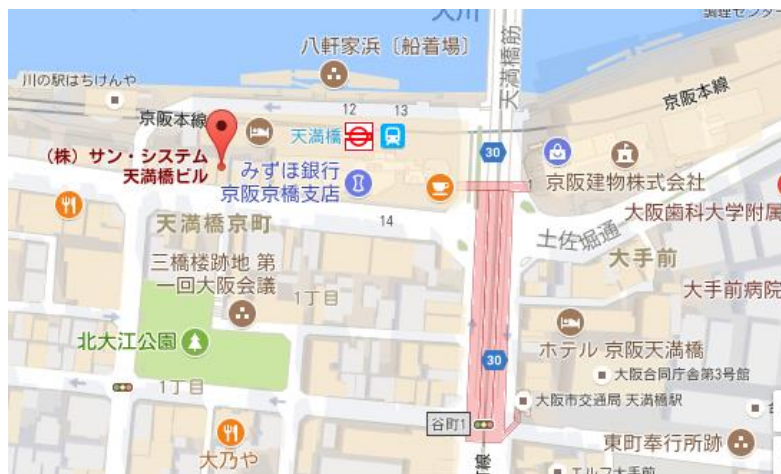 大川
調理センター
八軒家浜〔船着場〕
川の駅はちけんや
天満橋筋
京阪本線
12
13
京阪本線
天満橋
30
(株) サン・システム
天満橋ビル
みずほ銀行
京阪京橋支店
1
京阪建物株式会社
大阪歯科大学附属
天満橋京町
14
土佐堀通
大手前
三橋楼跡地 第
一回大阪会議
1丁目
大手前病院
北大江公園
30
ホテル 京阪天満橋
大阪合同庁舎第3号館
1丁目
大阪市交通局 天満橋駅
谷町1
大乃や
東町奉行所跡
エルフ大手前